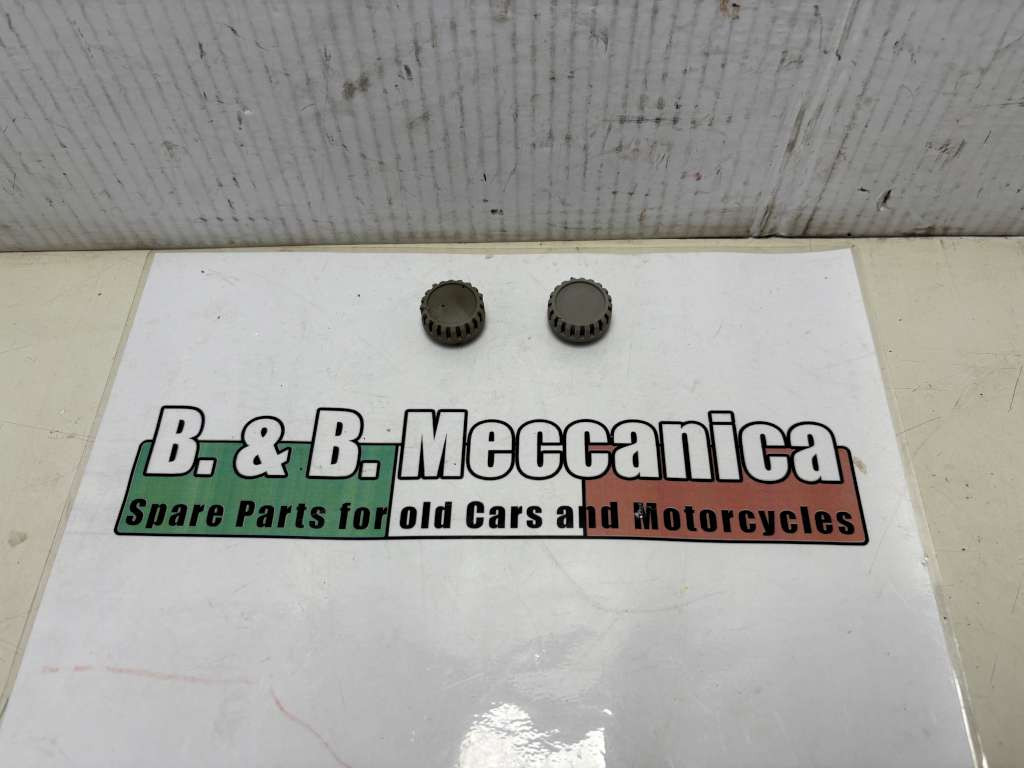 B. & B. Meccanica
Spare Parts for old Cars and Motorcycles